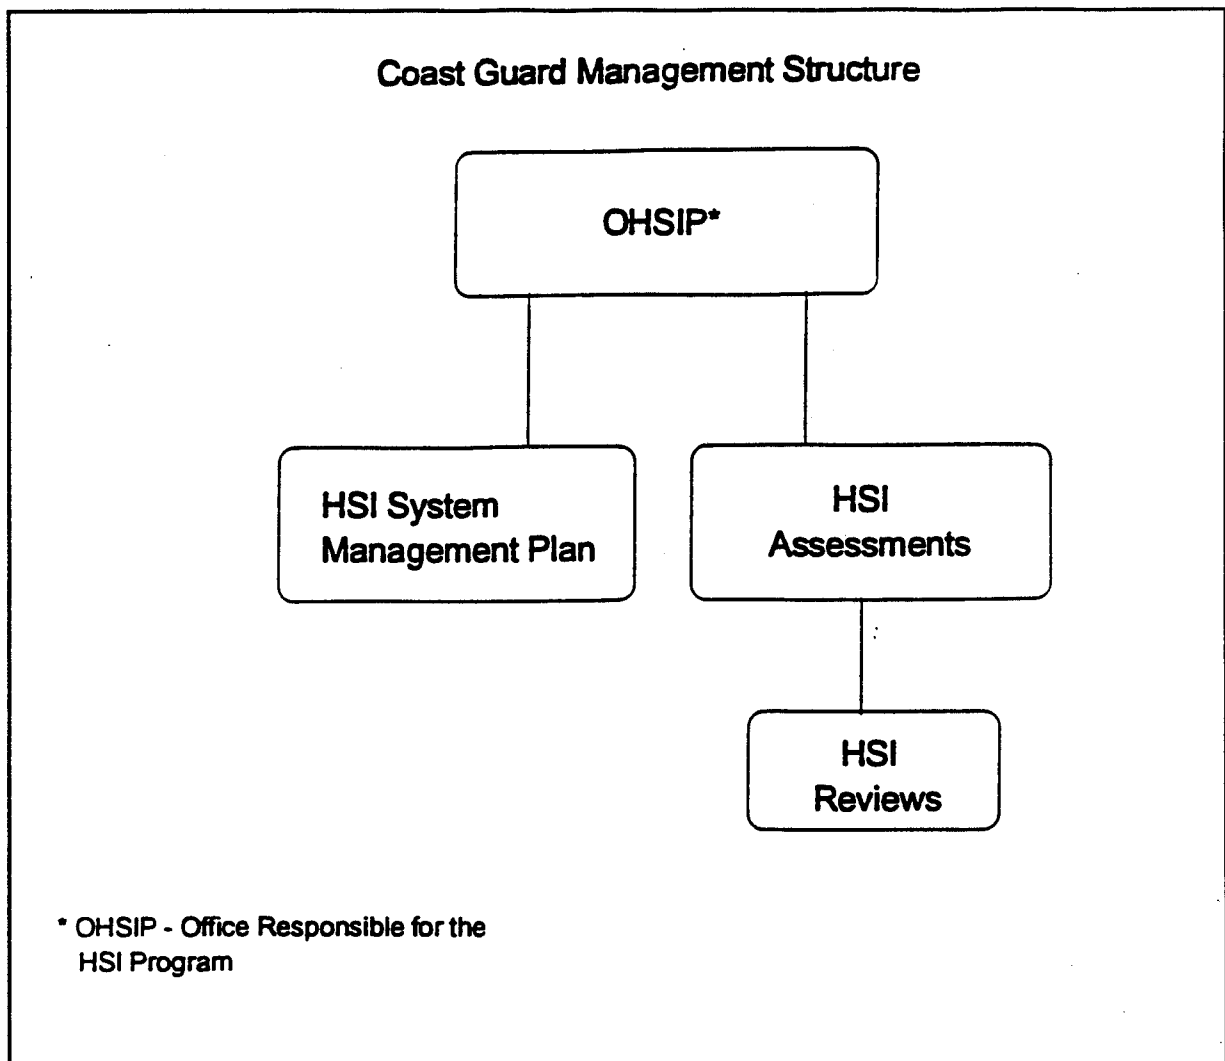 Coast Guard Management Structure
OHSIP*
HSI System
Management Plan
HSI
Assessments
HSI
Reviews
* OHSIP - Office Responsible for the
HSI Program